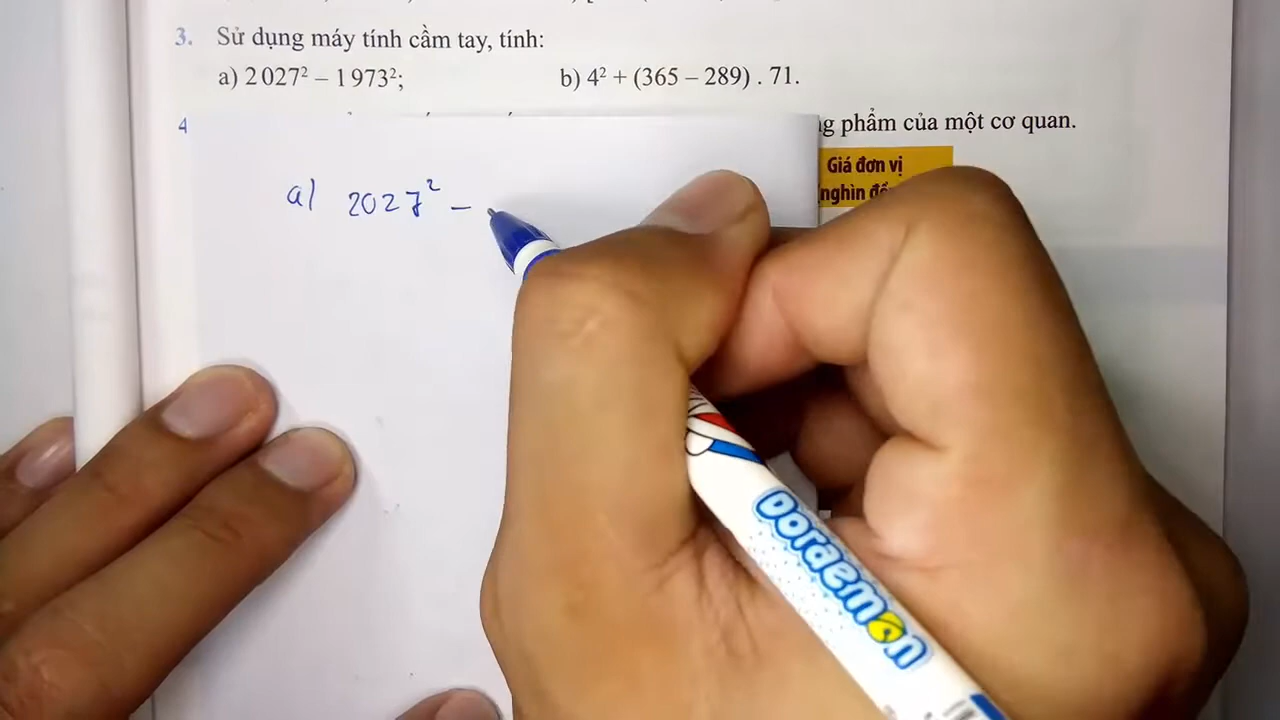 3. Sử dụng máy tính cầm tay, tính:
a) 2 027² – 1 973²; b) 4² + (365 – 289) . 71.
4 phẩm của một cơ quan.
Giá đơn vị
(nghìn
a) 2027² –
DORAEMON